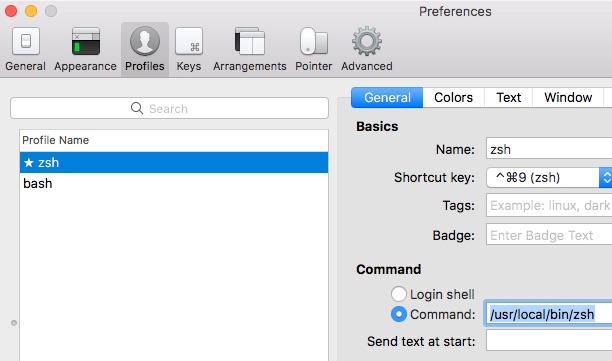 Preferences
General Appearance Profiles Keys Arrangements Pointer Advanced
Search
General Colors Text Window
Profile Name
★ zsh
bash
Basics
Name: zsh
Shortcut key: ^⌘9 (zsh)
Tags: Example: linux, dark
Badge: Enter Badge Text
Command
Login shell
Command: /usr/local/bin/zsh
Send text at start: